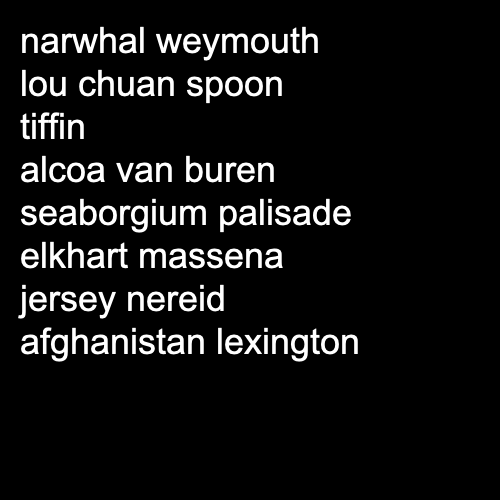 narwhal weymouth
lou chuan spoon
tiffin
alcoa van buren
seaborgium palisade
elkhart massena
jersey nereid
afghanistan lexington